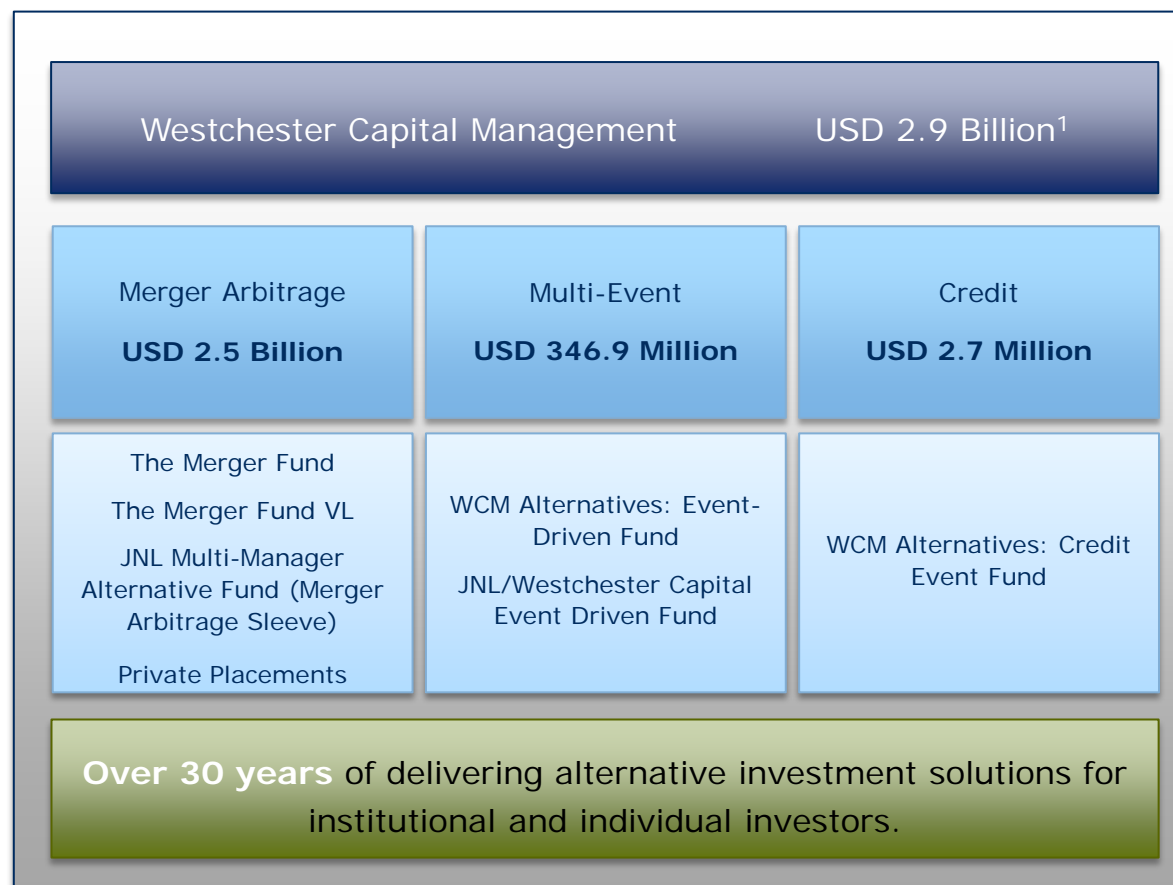 Westchester Capital Management USD 2.9 Billion¹
Merger Arbitrage
USD 2.5 Billion
Multi-Event
USD 346.9 Million
Credit
USD 2.7 Million
The Merger Fund
The Merger Fund VL
JNL Multi-Manager
Alternative Fund (Merger
Arbitrage Sleeve)
Private Placements
WCM Alternatives: Event-
Driven Fund
JNL/Westchester Capital
Event Driven Fund
WCM Alternatives: Credit
Event Fund
Over 30 years of delivering alternative investment solutions for
institutional and individual investors.